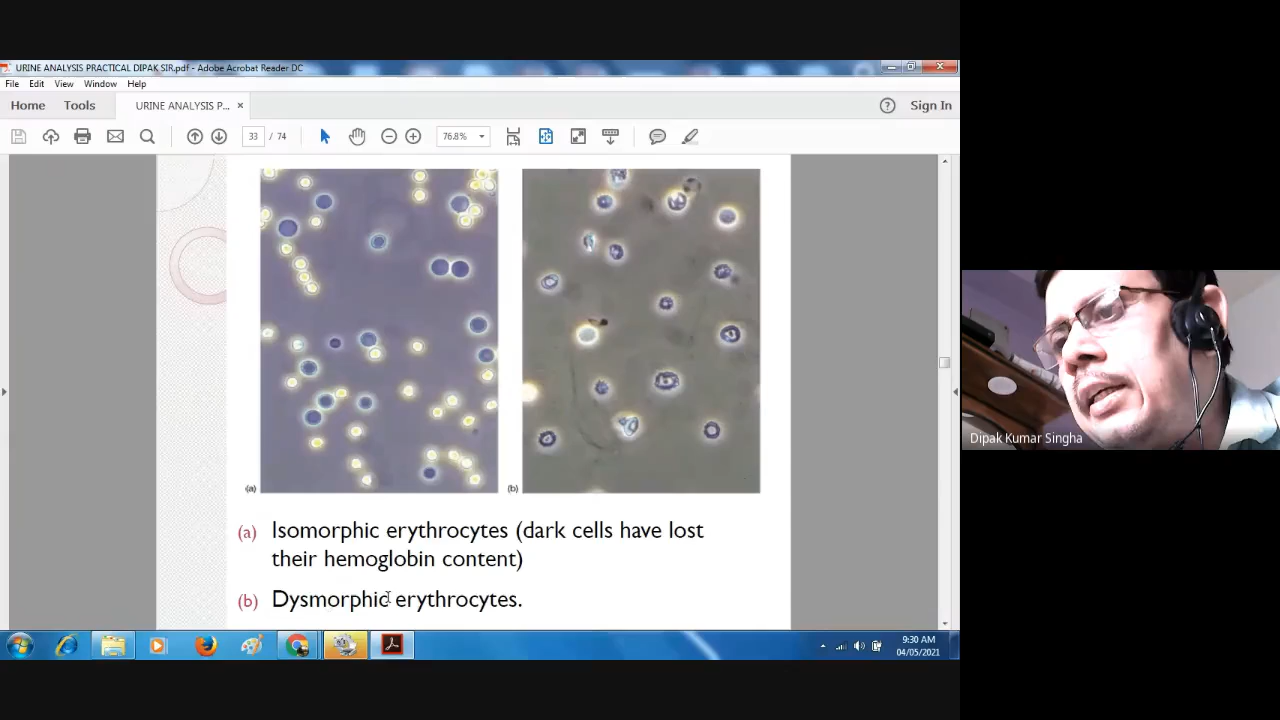 URINE ANALYSIS PRACTICAL DIPAK SIR.pdf - Adobe Acrobat Reader DC
File Edit View Window Help
Home Tools URINE ANALYSIS P... × Sign In
33 / 74 76.8%
(a) (b)
(a) Isomorphic erythrocytes (dark cells have lost
their hemoglobin content)
(b) Dysmorphic erythrocytes.
Dipak Kumar Singha
9:30 AM
04/05/2021